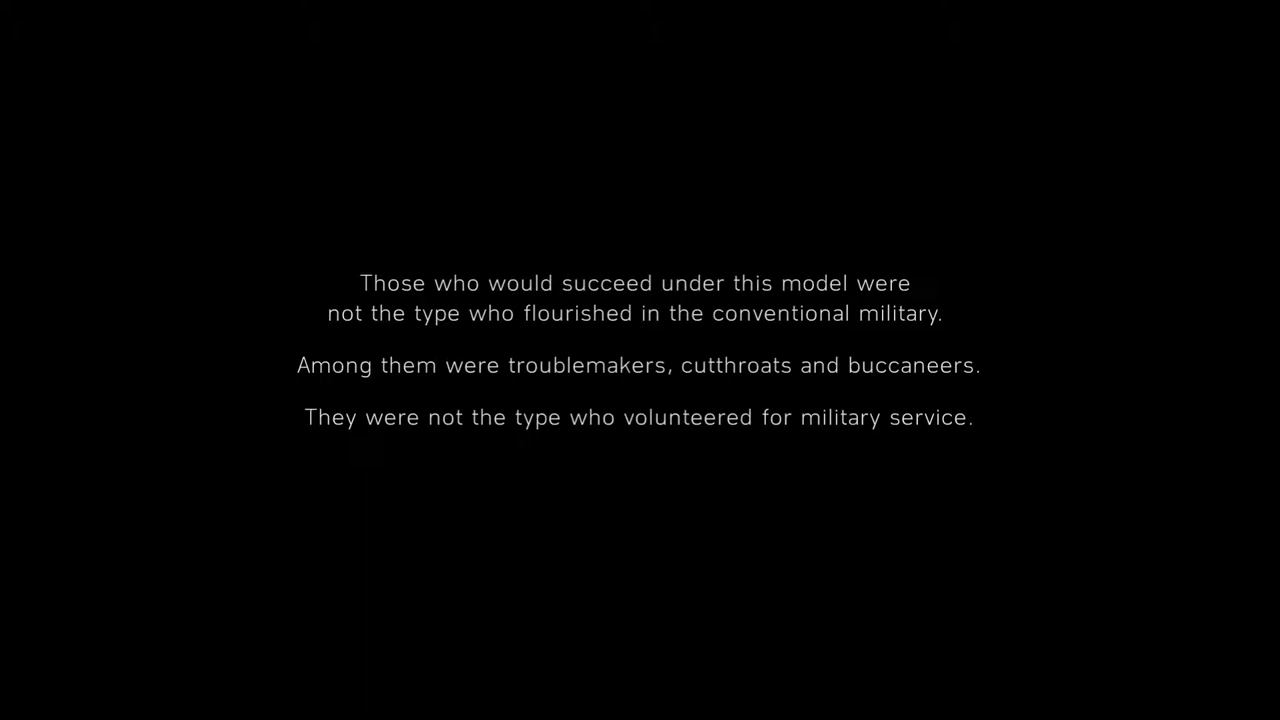 Those who would succeed under this model were
not the type who flourished in the conventional military.
Among them were troublemakers, cutthroats and buccaneers.
They were not the type who volunteered for military service.